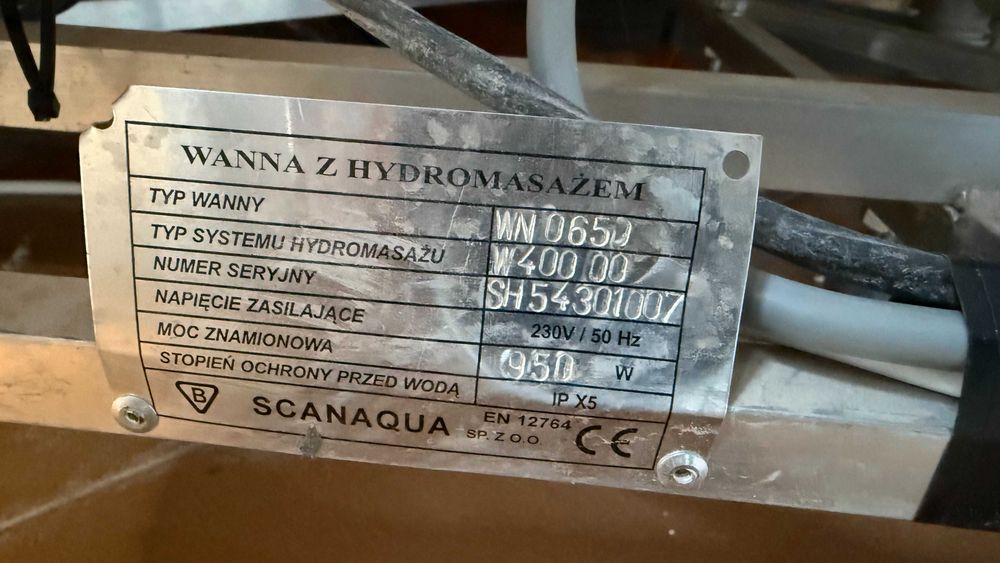 WANNA Z HYDROMASAŻEM
TYP WANNY WN 0650
TYP SYSTEMU HYDROMASAŻU W400 00
NUMER SERYJNY SH54301007
NAPIĘCIE ZASILAJĄCE 230V / 50 Hz
MOC ZNAMIONOWA 950 W
STOPIEŃ OCHRONY PRZED WODĄ IP X5
B SCANAQUA SP. Z O.O. EN 12764 CE